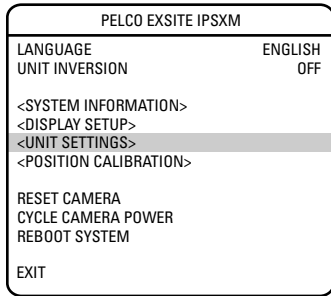 PELCO EXSITE IPSXM
LANGUAGE ENGLISH
UNIT INVERSION OFF
<SYSTEM INFORMATION>
<DISPLAY SETUP>
<UNIT SETTINGS>
<POSITION CALIBRATION>
RESET CAMERA
CYCLE CAMERA POWER
REBOOT SYSTEM
EXIT